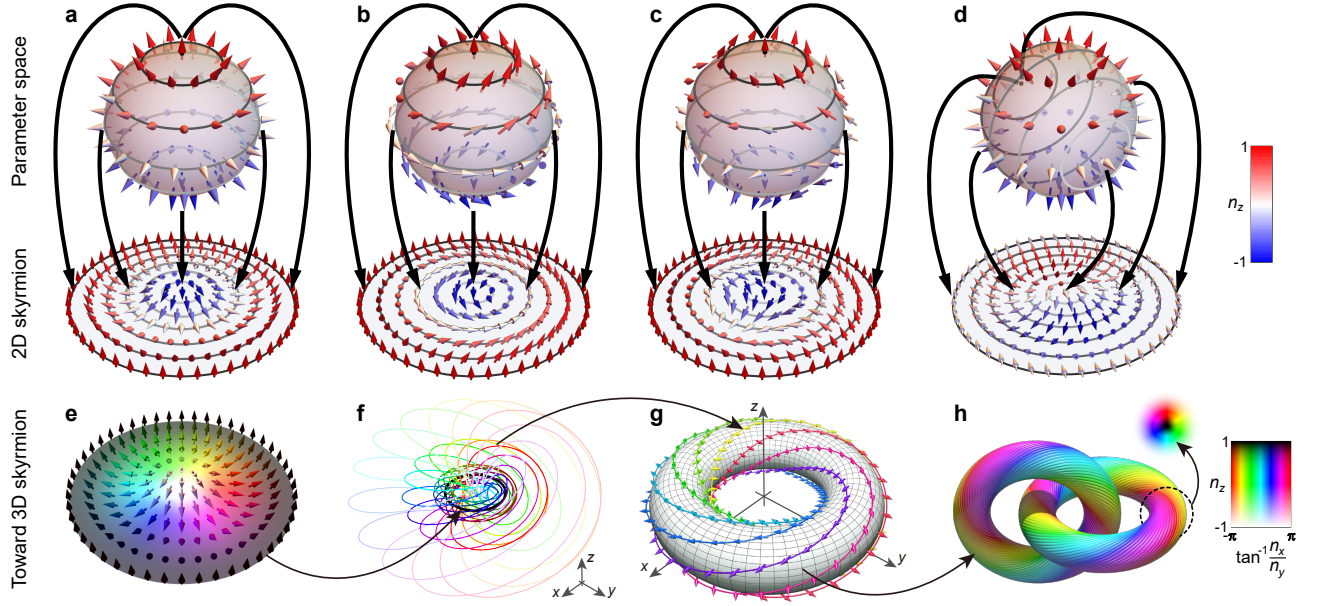 a b c d
Parameter space
1
n_z
-1
2D skyrmion
e f g h
z
1
n_z
-1
-π π
tan⁻¹ n_x/n_y
x y
z
x y
Toward 3D skyrmion